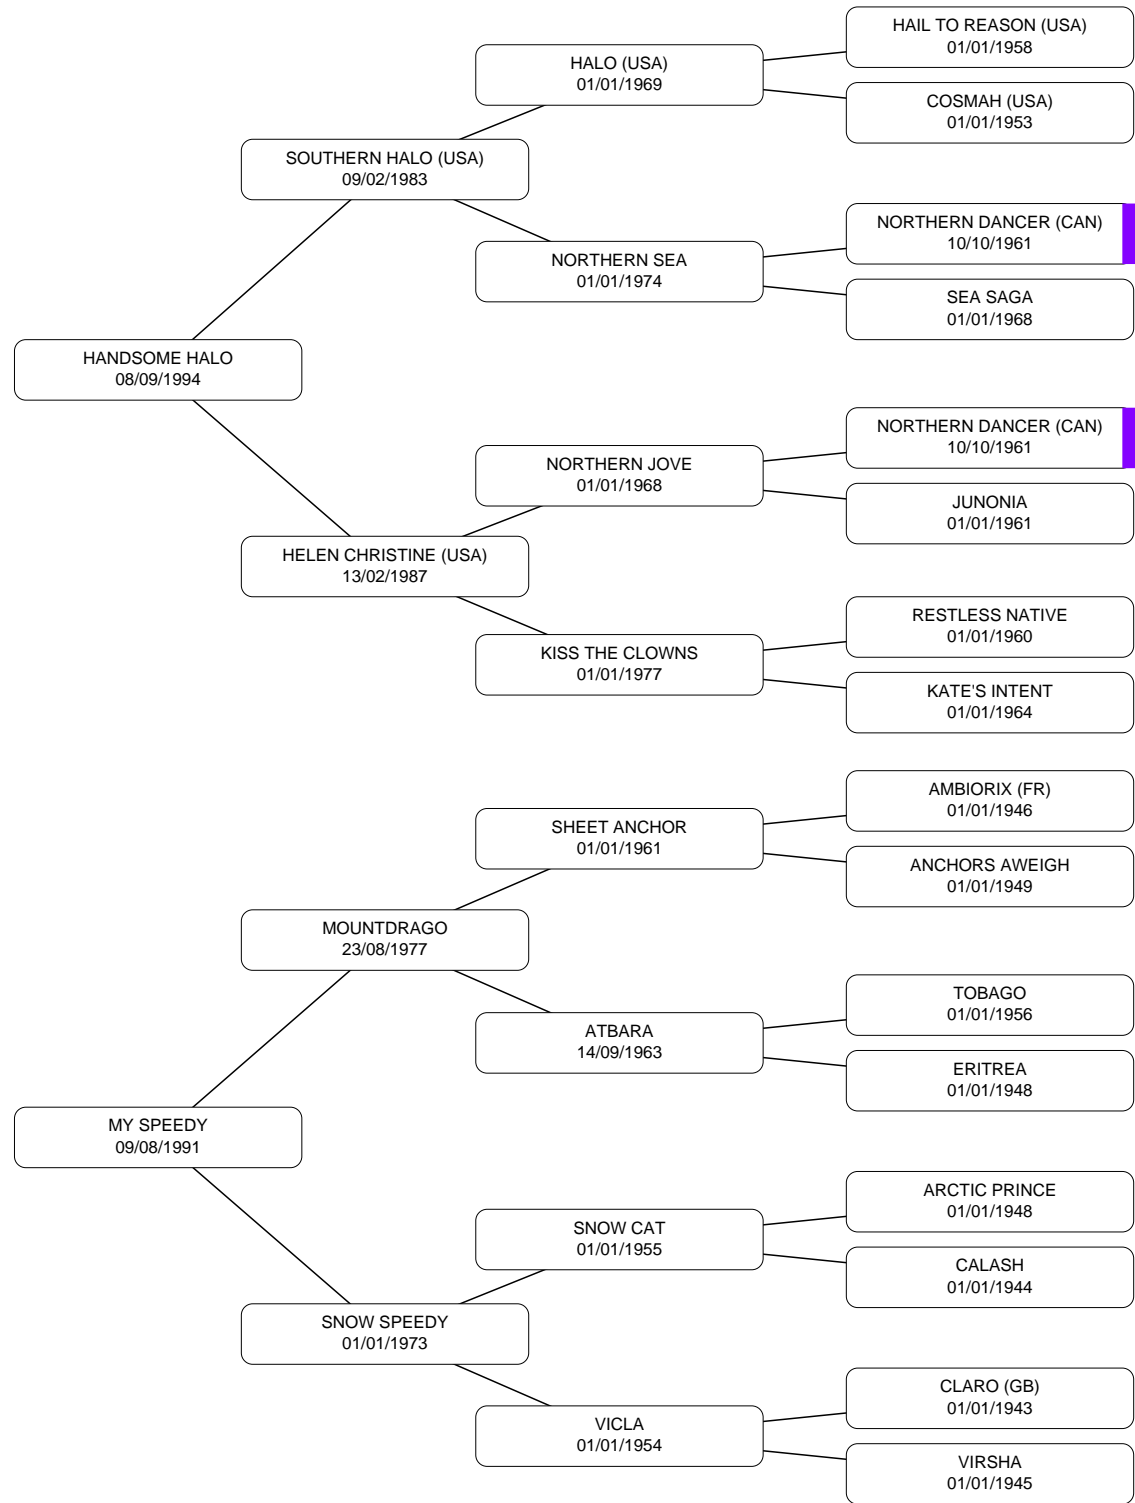 HAIL TO REASON (USA)
01/01/1958
HALO (USA)
01/01/1969
COSMAH (USA)
01/01/1953
SOUTHERN HALO (USA)
09/02/1983
NORTHERN DANCER (CAN)
10/10/1961
NORTHERN SEA
01/01/1974
SEA SAGA
01/01/1968
HANDSOME HALO
08/09/1994
NORTHERN DANCER (CAN)
10/10/1961
NORTHERN JOVE
01/01/1968
JUNONIA
01/01/1961
HELEN CHRISTINE (USA)
13/02/1987
RESTLESS NATIVE
01/01/1960
KISS THE CLOWNS
01/01/1977
KATE'S INTENT
01/01/1964
AMBIORIX (FR)
01/01/1946
SHEET ANCHOR
01/01/1961
ANCHORS AWEIGH
01/01/1949
MOUNTDRAGO
23/08/1977
TOBAGO
01/01/1956
ATBARA
14/09/1963
ERITREA
01/01/1948
MY SPEEDY
09/08/1991
ARCTIC PRINCE
01/01/1948
SNOW CAT
01/01/1955
CALASH
01/01/1944
SNOW SPEEDY
01/01/1973
CLARO (GB)
01/01/1943
VICLA
01/01/1954
VIRSHA
01/01/1945